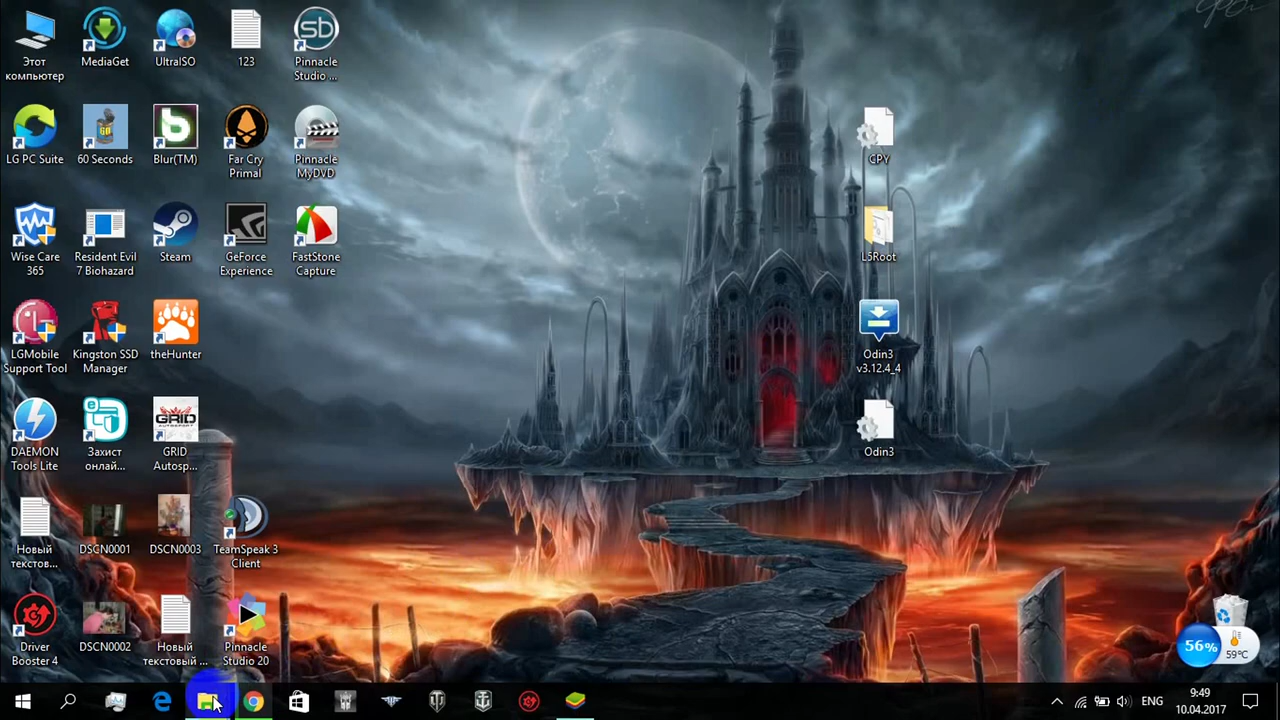 Этот
компьютер
MediaGet
UltraISO
123
Pinnacle
Studio ...
LG PC Suite
60 Seconds
Blur(TM)
Far Cry
Primal
Pinnacle
MyDVD
CPY
Wise Care
365
Resident Evil
7 Biohazard
Steam
GeForce
Experience
FastStone
Capture
L5Root
LGMobile
Support Tool
Kingston SSD
Manager
theHunter
Odin3
v3.12.4_4
DAEMON
Tools Lite
Захист
онлай...
GRID
Autosp...
Odin3
Новый
текстов...
DSCN0001
DSCN0003
TeamSpeak 3
Client
Driver
Booster 4
DSCN0002
Новый
текстовый ...
Pinnacle
Studio 20
56%
59°C
ENG
9:49
10.04.2017